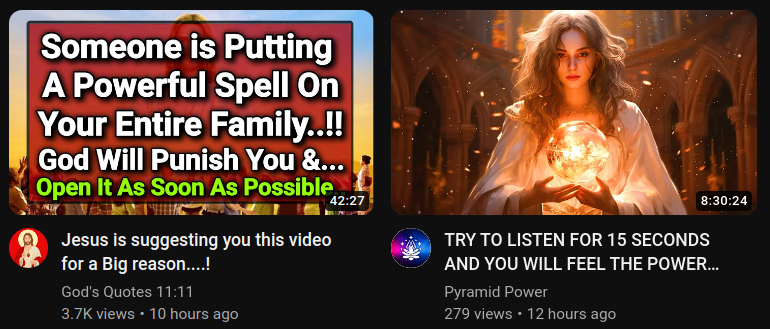 Someone is Putting
A Powerful Spell On
Your Entire Family..!!
God Will Punish You &...
Open It As Soon As Possible..
42:27
8:30:24
Jesus is suggesting you this video
for a Big reason....!
God's Quotes 11:11
3.7K views • 10 hours ago
TRY TO LISTEN FOR 15 SECONDS
AND YOU WILL FEEL THE POWER...
Pyramid Power
279 views • 12 hours ago